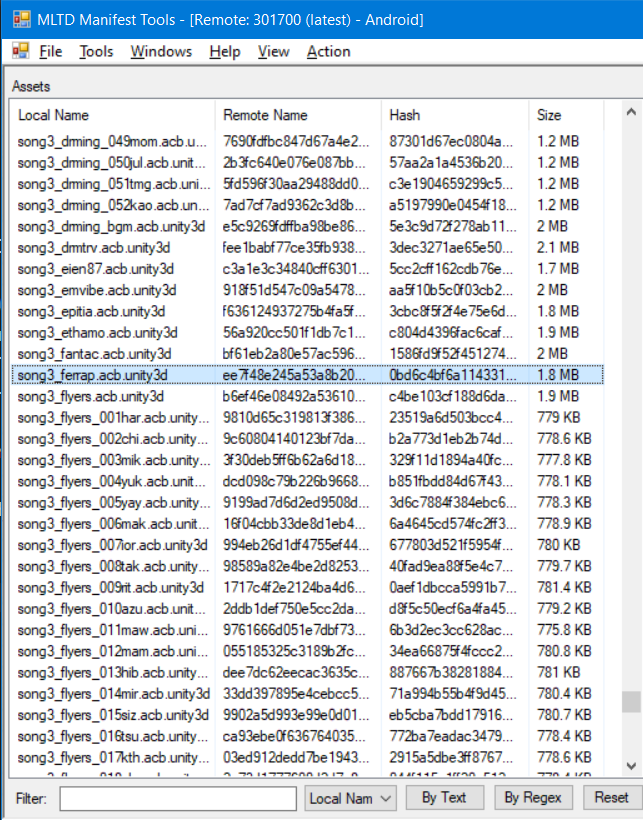 MLTD Manifest Tools - [Remote: 301700 (latest) - Android]
File Tools Windows Help View Action
Assets
Local Name Remote Name Hash Size
song3_drming_049mom.acb.u... 7690fdfbc847d67a4e2... 87301d67ec0804a... 1.2 MB
song3_drming_050jul.acb.unit... 2b3fc640e076e087bb... 57aa2a1a4536b20... 1.2 MB
song3_drming_051tmg.acb.uni... 5fd596f30aa29488dd0... c3e1904659299c5... 1.2 MB
song3_drming_052kao.acb.un... 7ad7cf7ad9362c3d8b... a5197990e0454f18... 1.2 MB
song3_drming_bgm.acb.unity3d e5c9269fdffba98be86... 5e3c9d72f278ab11... 2 MB
song3_drmtrv.acb.unity3d fee1babf77ce35fb938... 3dec3271ae65e50... 2.1 MB
song3_eien87.acb.unity3d c3a1e3c34840cff6301... 5cc2cff162cdb76e... 1.7 MB
song3_emvibe.acb.unity3d 918f51d547c09a5478... aa5f10b5c0f03cb2... 2 MB
song3_epitia.acb.unity3d f636124937275b4fa5f... 3cbc8f5f2f4e75e6d... 1.8 MB
song3_ethamo.acb.unity3d 56a920cc501f1db7c1... c804d4396fac6caf... 1.9 MB
song3_fantac.acb.unity3d bf61eb2a80e57ac596... 1586fd9f52f451274... 2 MB
song3_ferrap.acb.unity3d ee7f48e245a53a8b20... 0bd6c4bf6a114331... 1.8 MB
song3_flyers.acb.unity3d b6ef46e08492a53610... c4be103cf188d6da... 1.9 MB
song3_flyers_001har.acb.unity... 9810d65c319813f386... 23519a6d503bcc4... 779 KB
song3_flyers_002chi.acb.unity... 9c60804140123bf7da... b2a773d1eb2b74d... 778.6 KB
song3_flyers_003mik.acb.unity... 3f30deb5ff6b62a6d18... 329f11d1894a40fc... 777.8 KB
song3_flyers_004yuk.acb.unit... dcd098c79b226b9668... b851fbdd84d67f43... 778.1 KB
song3_flyers_005yay.acb.unity... 9199ad7d6d2ed9508d... 3d6c7884f384ebc6... 778.3 KB
song3_flyers_006mak.acb.unit... 16f04cbb33de8d1eb4... 6a4645cd574fc2ff3... 778.9 KB
song3_flyers_007ior.acb.unity3d 994eb26d1df4755ef44... 677803d521f5954f... 780 KB
song3_flyers_008tak.acb.unity... 98589a82e4be2d8253... 40fad9ea88f5e4c7... 779.7 KB
song3_flyers_009rit.acb.unity3d 1717c4f2e2124ba4d6... 0aef1dbcca5991b7... 781.4 KB
song3_flyers_010azu.acb.unit... 2ddb1def750e5cc2da... d8f5c50ecf6a4fa45... 779.2 KB
song3_flyers_011maw.acb.uni... 9761666d051e7dbf73... 6b3d2ec3cc628ac... 775.8 KB
song3_flyers_012mam.acb.uni... 055185325c3189b2fc... 34ea66875f4fccc2... 780.8 KB
song3_flyers_013hib.acb.unity... dee7dc62eecac3635c... 887667b38281884... 781 KB
song3_flyers_014mir.acb.unity3d 33dd397895e4cebcc5... 71a994b55b4f9d45... 780.4 KB
song3_flyers_015siz.acb.unity3d 9902a5d993e99e0d01... eb5cba7bdd17916... 780.7 KB
song3_flyers_016tsu.acb.unity... ca93ebe0f636764035... 772ba7eadac3479... 778.4 KB
song3_flyers_017kth.acb.unity... 03ed912dedd7be1943... 2915a5dbe3ff8767... 778.6 KB
Filter: Local Nam By Text By Regex Reset